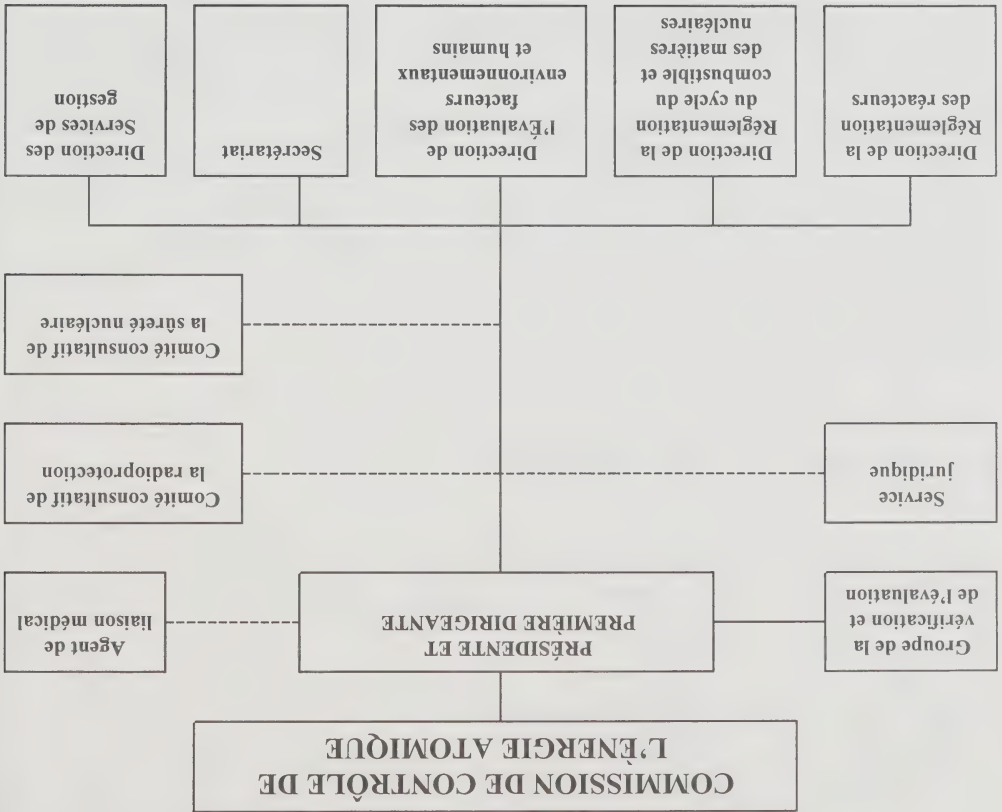 COMMISSION DE CONTRÔLE DE
L'ÉNERGIE ATOMIQUE
Groupe de la
vérification et
de l'évaluation
PRÉSIDENTE ET
PREMIÈRE DIRIGEANTE
Agent de
liaison médical
Service
juridique
Comité consultatif de
la radioprotection
Comité consultatif de
la sûreté nucléaire
Direction de la
Réglementation
des réacteurs
Direction de la
Réglementation
du cycle du
combustible et
des matières
nucléaires
Direction de
l'Évaluation des
facteurs
environnementaux
et humains
Secrétariat
Direction des
Services de
gestion